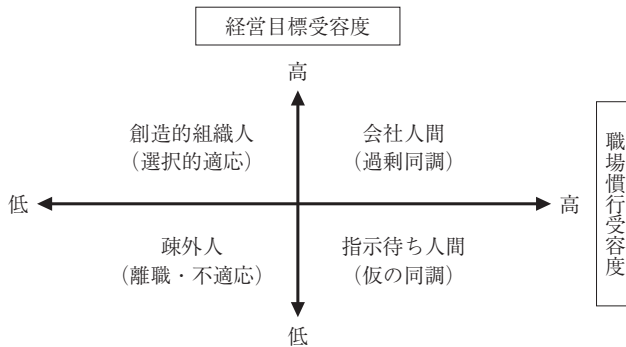 経営目標受容度
高
創造的組織人
（選択的適応）
会社人間
（過剰同調）
低
高
職場慣行受容度
疎外人
（離職・不適応）
指示待ち人間
（仮の同調）
低